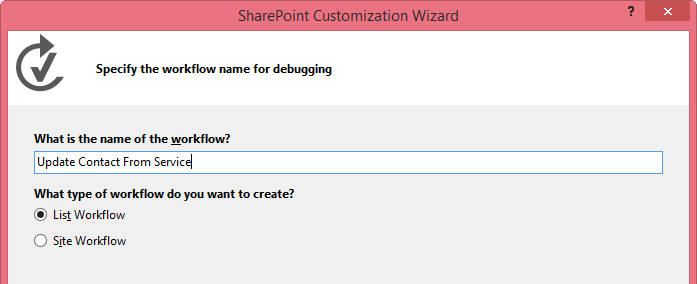 SharePoint Customization Wizard
? x
Specify the workflow name for debugging
What is the name of the workflow?
Update Contact From Service
What type of workflow do you want to create?
List Workflow
Site Workflow